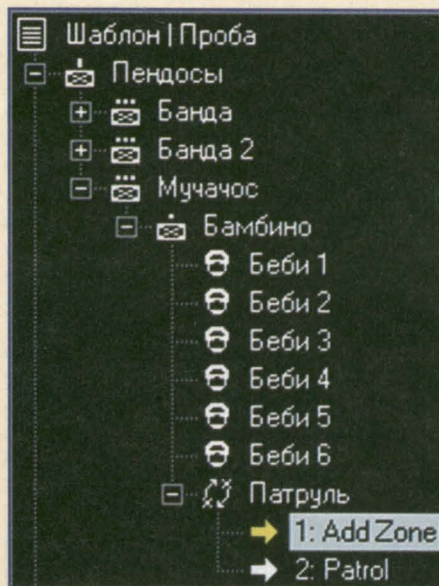 Шаблон | Проба
Пендосы
Банда
Банда 2
Мучачос
Бамбино
Беби 1
Беби 2
Беби 3
Беби 4
Беби 5
Беби 6
Патруль
1: Add Zone
2: Patrol